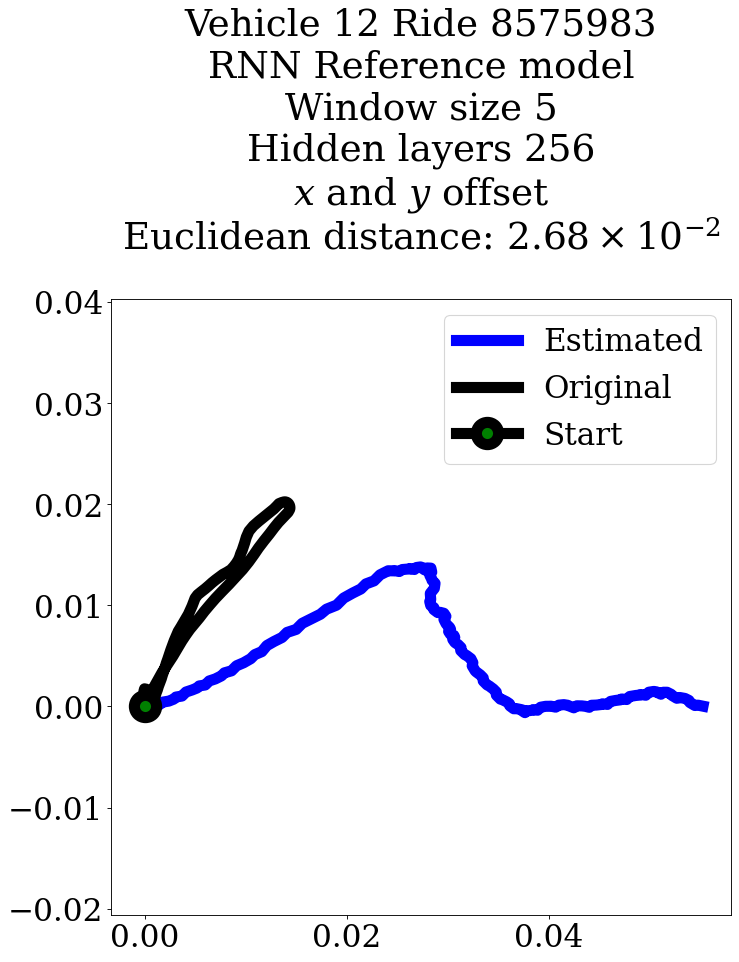 Vehicle 12 Ride 8575983
RNN Reference model
Window size 5
Hidden layers 256
x and y offset
Euclidean distance: 2.68 × 10⁻²
0.04
0.03
0.02
0.01
0.00
−0.01
−0.02
Estimated
Original
Start
0.00 0.02 0.04